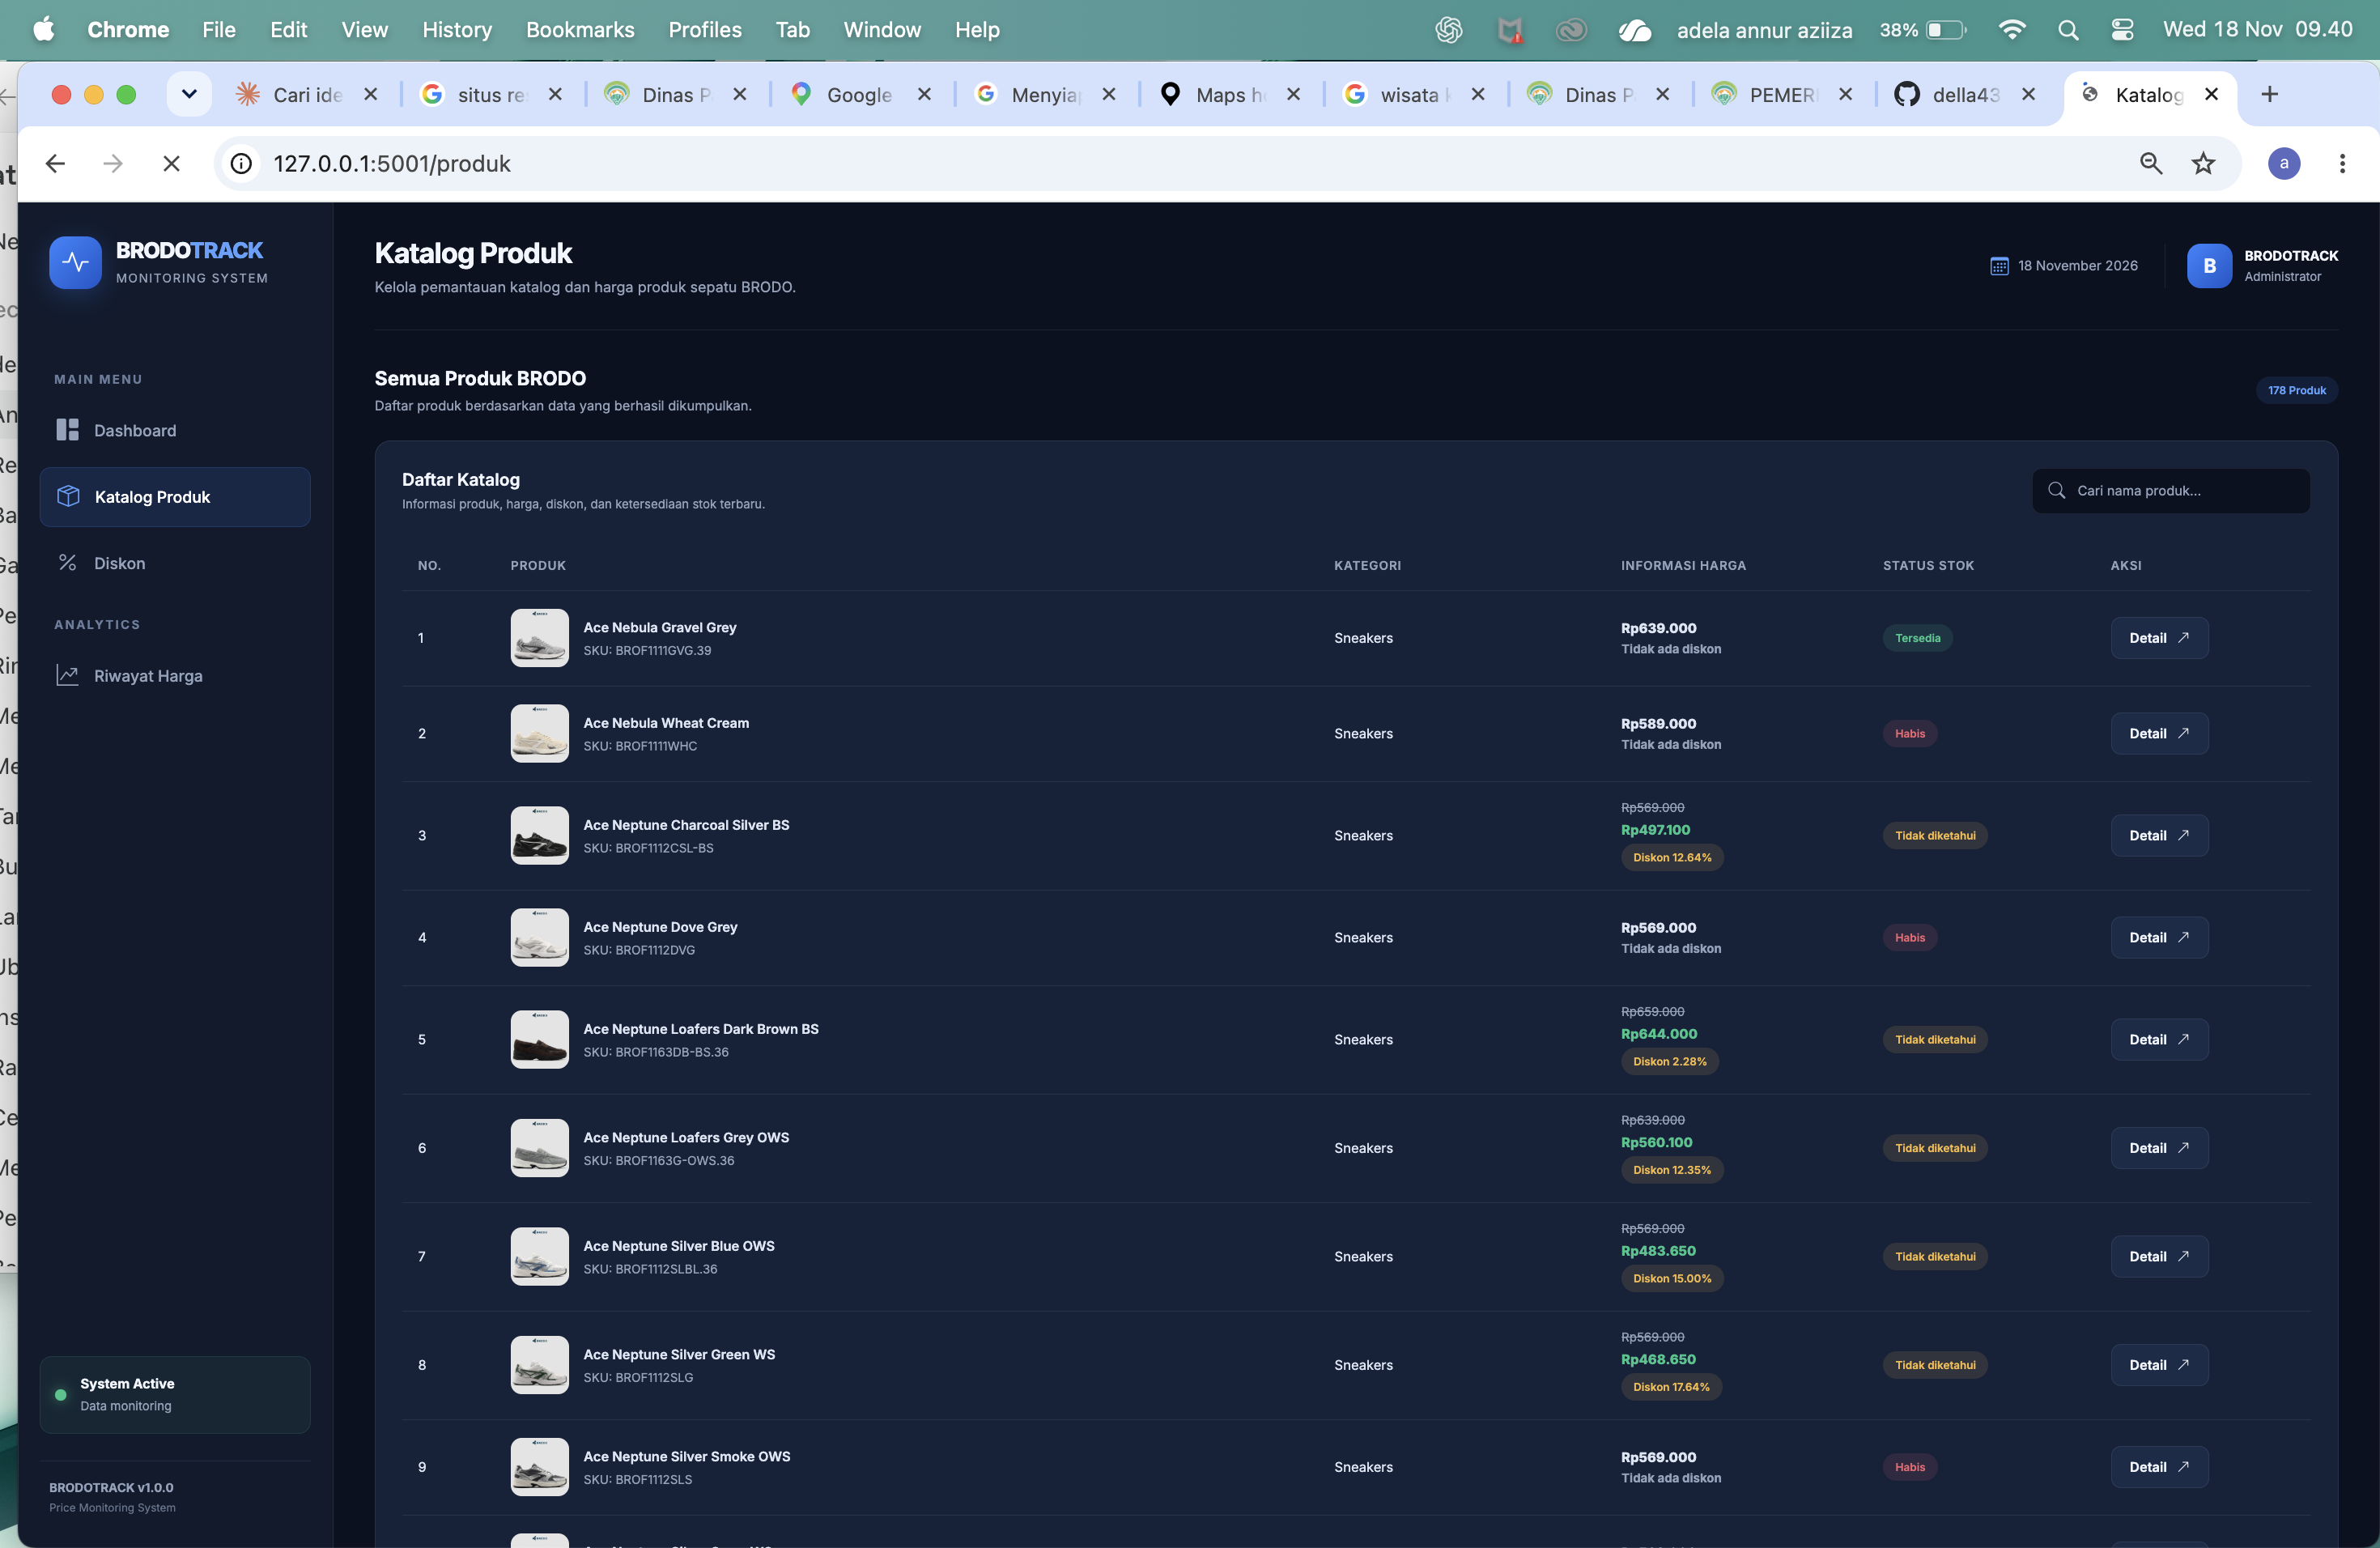 Chrome File Edit View History Bookmarks Profiles Tab Window Help adela annur aziiza 38% Wed 18 Nov 09.40
Cari ide situs re Dinas P Google Menyia Maps h wisata Dinas P PEMER della43 Katalog
127.0.0.1:5001/produk
BRODOTRACK
MONITORING SYSTEM
MAIN MENU
Dashboard
Katalog Produk
Diskon
ANALYTICS
Riwayat Harga
System Active
Data monitoring
BRODOTRACK v1.0.0
Price Monitoring System
Katalog Produk
Kelola pemantauan katalog dan harga produk sepatu BRODO.
18 November 2026
B
BRODOTRACK
Administrator
Semua Produk BRODO
Daftar produk berdasarkan data yang berhasil dikumpulkan.
178 Produk
Daftar Katalog
Informasi produk, harga, diskon, dan ketersediaan stok terbaru.
Cari nama produk...
NO. PRODUK KATEGORI INFORMASI HARGA STATUS STOK AKSI
1 Ace Nebula Gravel Grey
SKU: BROF1111GVG.39
Sneakers
Rp639.000
Tidak ada diskon
Tersedia
Detail
2 Ace Nebula Wheat Cream
SKU: BROF1111WHC
Sneakers
Rp589.000
Tidak ada diskon
Habis
Detail
3 Ace Neptune Charcoal Silver BS
SKU: BROF1112CSL-BS
Sneakers
Rp569.000
Rp497.100
Diskon 12.64%
Tidak diketahui
Detail
4 Ace Neptune Dove Grey
SKU: BROF1112DVG
Sneakers
Rp569.000
Tidak ada diskon
Habis
Detail
5 Ace Neptune Loafers Dark Brown BS
SKU: BROF1163DB-BS.36
Sneakers
Rp659.000
Rp644.000
Diskon 2.28%
Tidak diketahui
Detail
6 Ace Neptune Loafers Grey OWS
SKU: BROF1163G-OWS.36
Sneakers
Rp639.000
Rp560.100
Diskon 12.35%
Tidak diketahui
Detail
7 Ace Neptune Silver Blue OWS
SKU: BROF1112SLBL.36
Sneakers
Rp569.000
Rp483.650
Diskon 15.00%
Tidak diketahui
Detail
8 Ace Neptune Silver Green WS
SKU: BROF1112SLG
Sneakers
Rp569.000
Rp468.650
Diskon 17.64%
Tidak diketahui
Detail
9 Ace Neptune Silver Smoke OWS
SKU: BROF1112SLS
Sneakers
Rp569.000
Tidak ada diskon
Habis
Detail